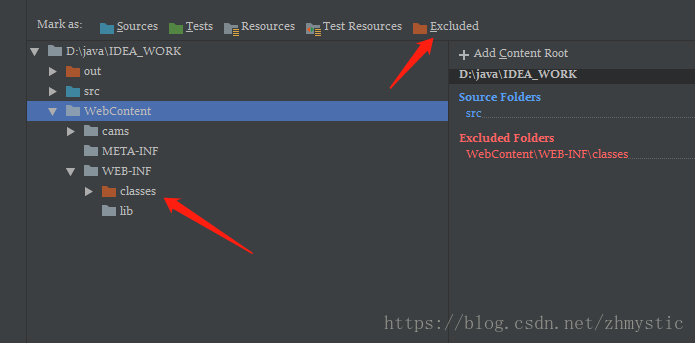 Mark as: Sources Tests Resources Test Resources Excluded
D:\java\IDEA_WORK
out
src
WebContent
cams
META-INF
WEB-INF
classes
lib
+ Add Content Root
D:\java\IDEA_WORK
Source Folders
src
Excluded Folders
WebContent\WEB-INF\classes
https://blog.csdn.net/zhmystic